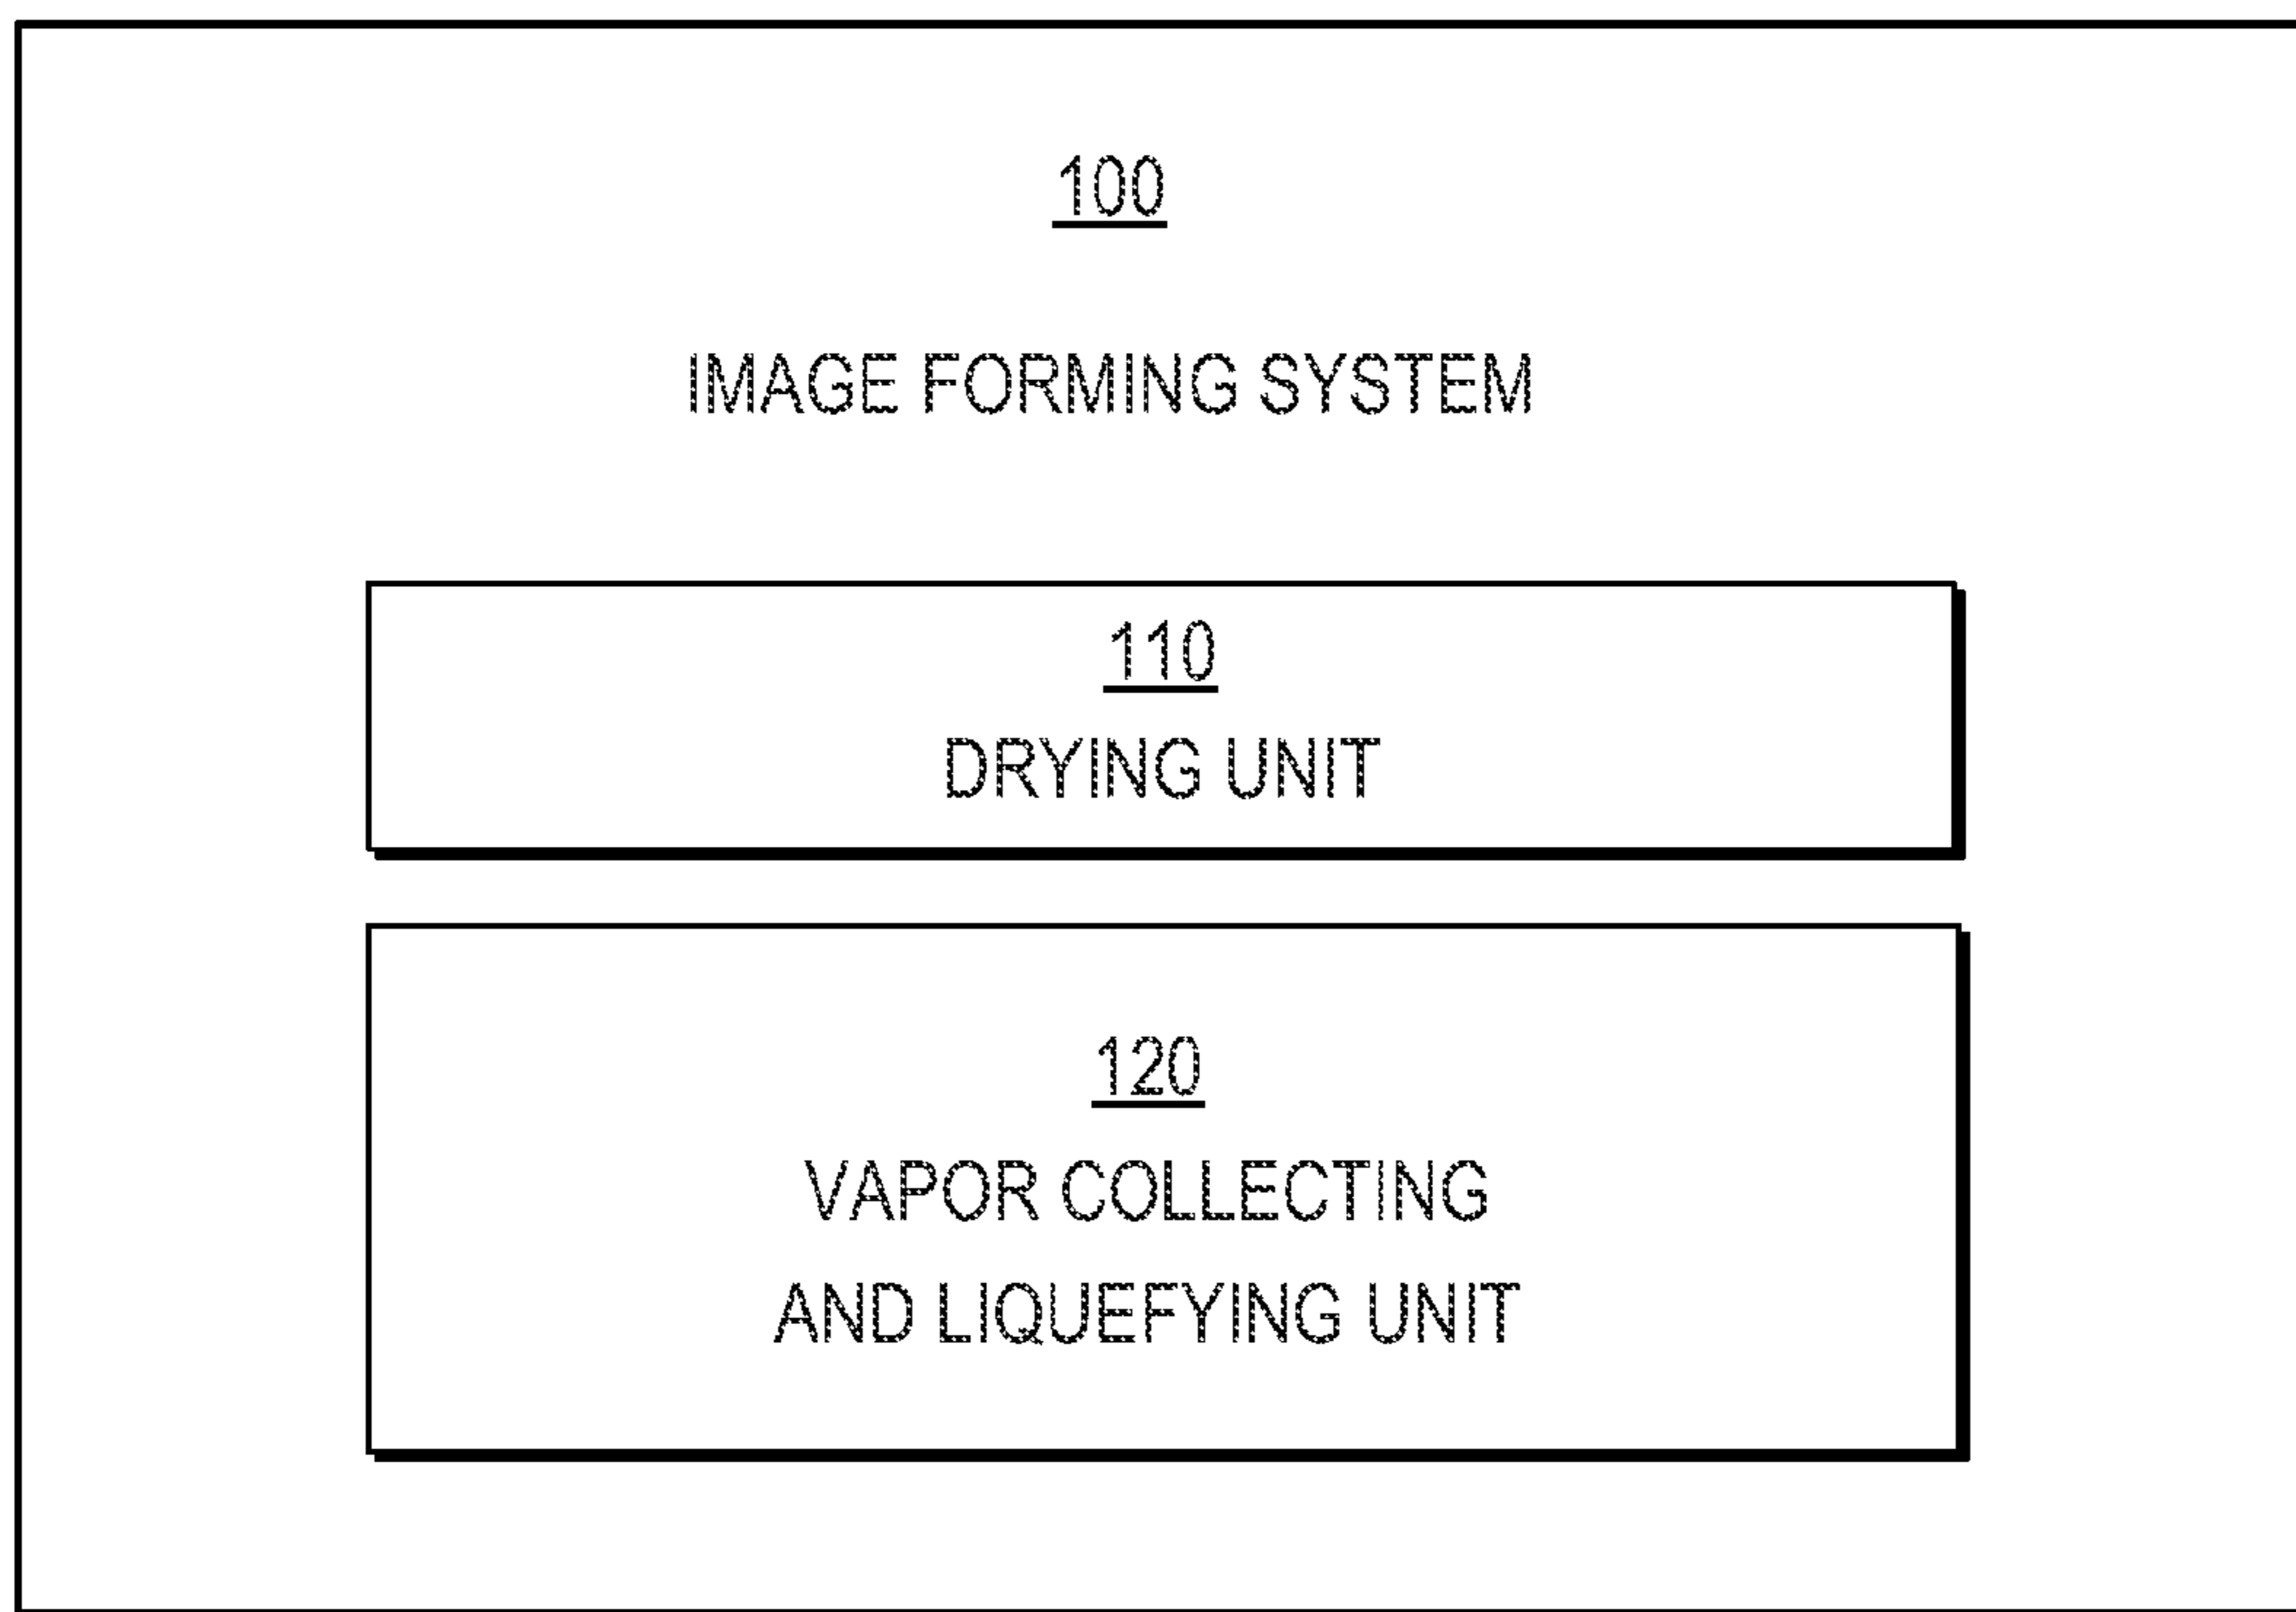 100
IMAGE FORMING SYSTEM
110
DRYING UNIT
120
VAPOR COLLECTING
AND LIQUEFYING UNIT